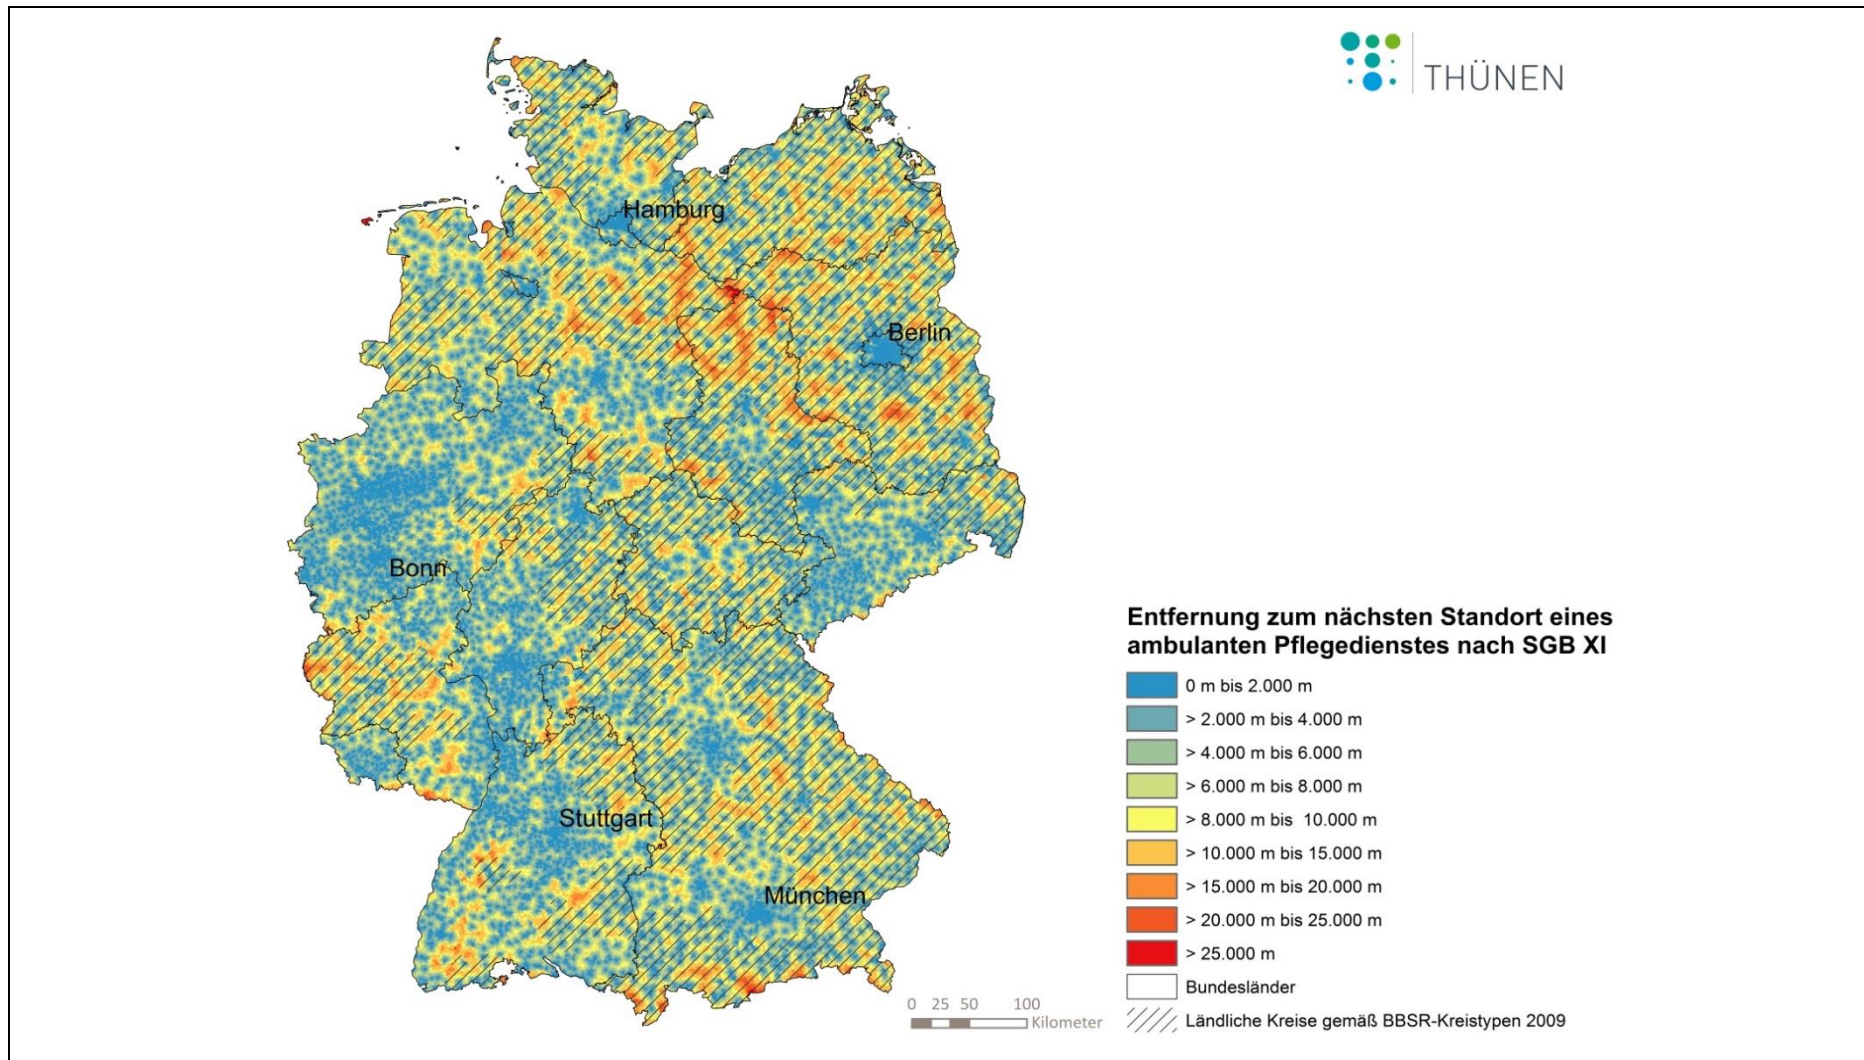 THÜNEN
Hamburg
Berlin
Bonn
Stuttgart
München
Entfernung zum nächsten Standort eines
ambulanten Pflegedienstes nach SGB XI
0 m bis 2.000 m
> 2.000 m bis 4.000 m
> 4.000 m bis 6.000 m
> 6.000 m bis 8.000 m
> 8.000 m bis 10.000 m
> 10.000 m bis 15.000 m
> 15.000 m bis 20.000 m
> 20.000 m bis 25.000 m
> 25.000 m
Bundesländer
Ländliche Kreise gemäß BBSR-Kreistypen 2009
0 25 50 100
Kilometer